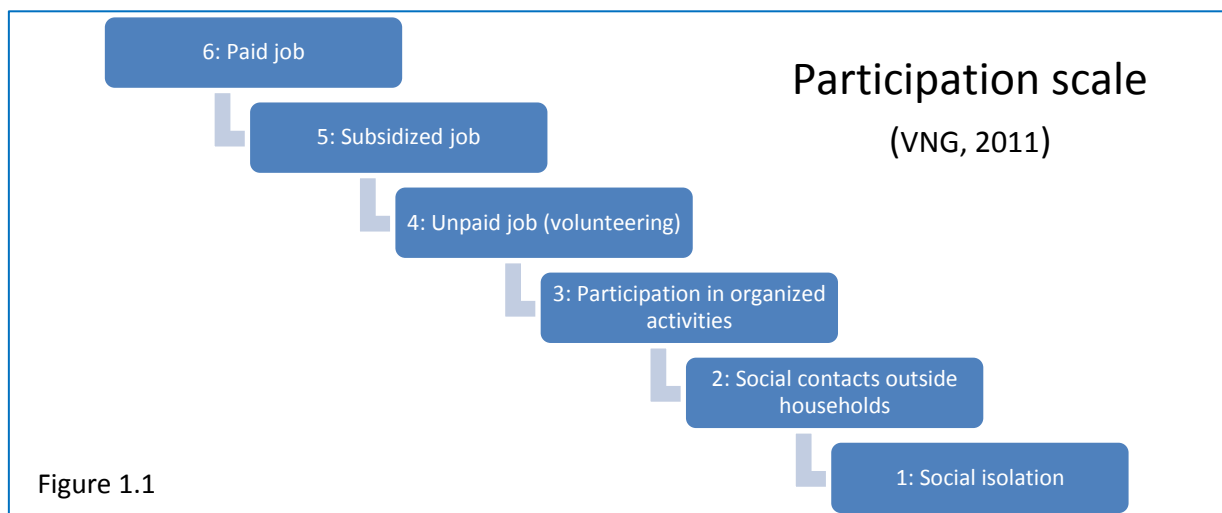 6: Paid job
Participation scale
(VNG, 2011)
5: Subsidized job
4: Unpaid job (volunteering)
3: Participation in organized
activities
2: Social contacts outside
households
1: Social isolation
Figure 1.1